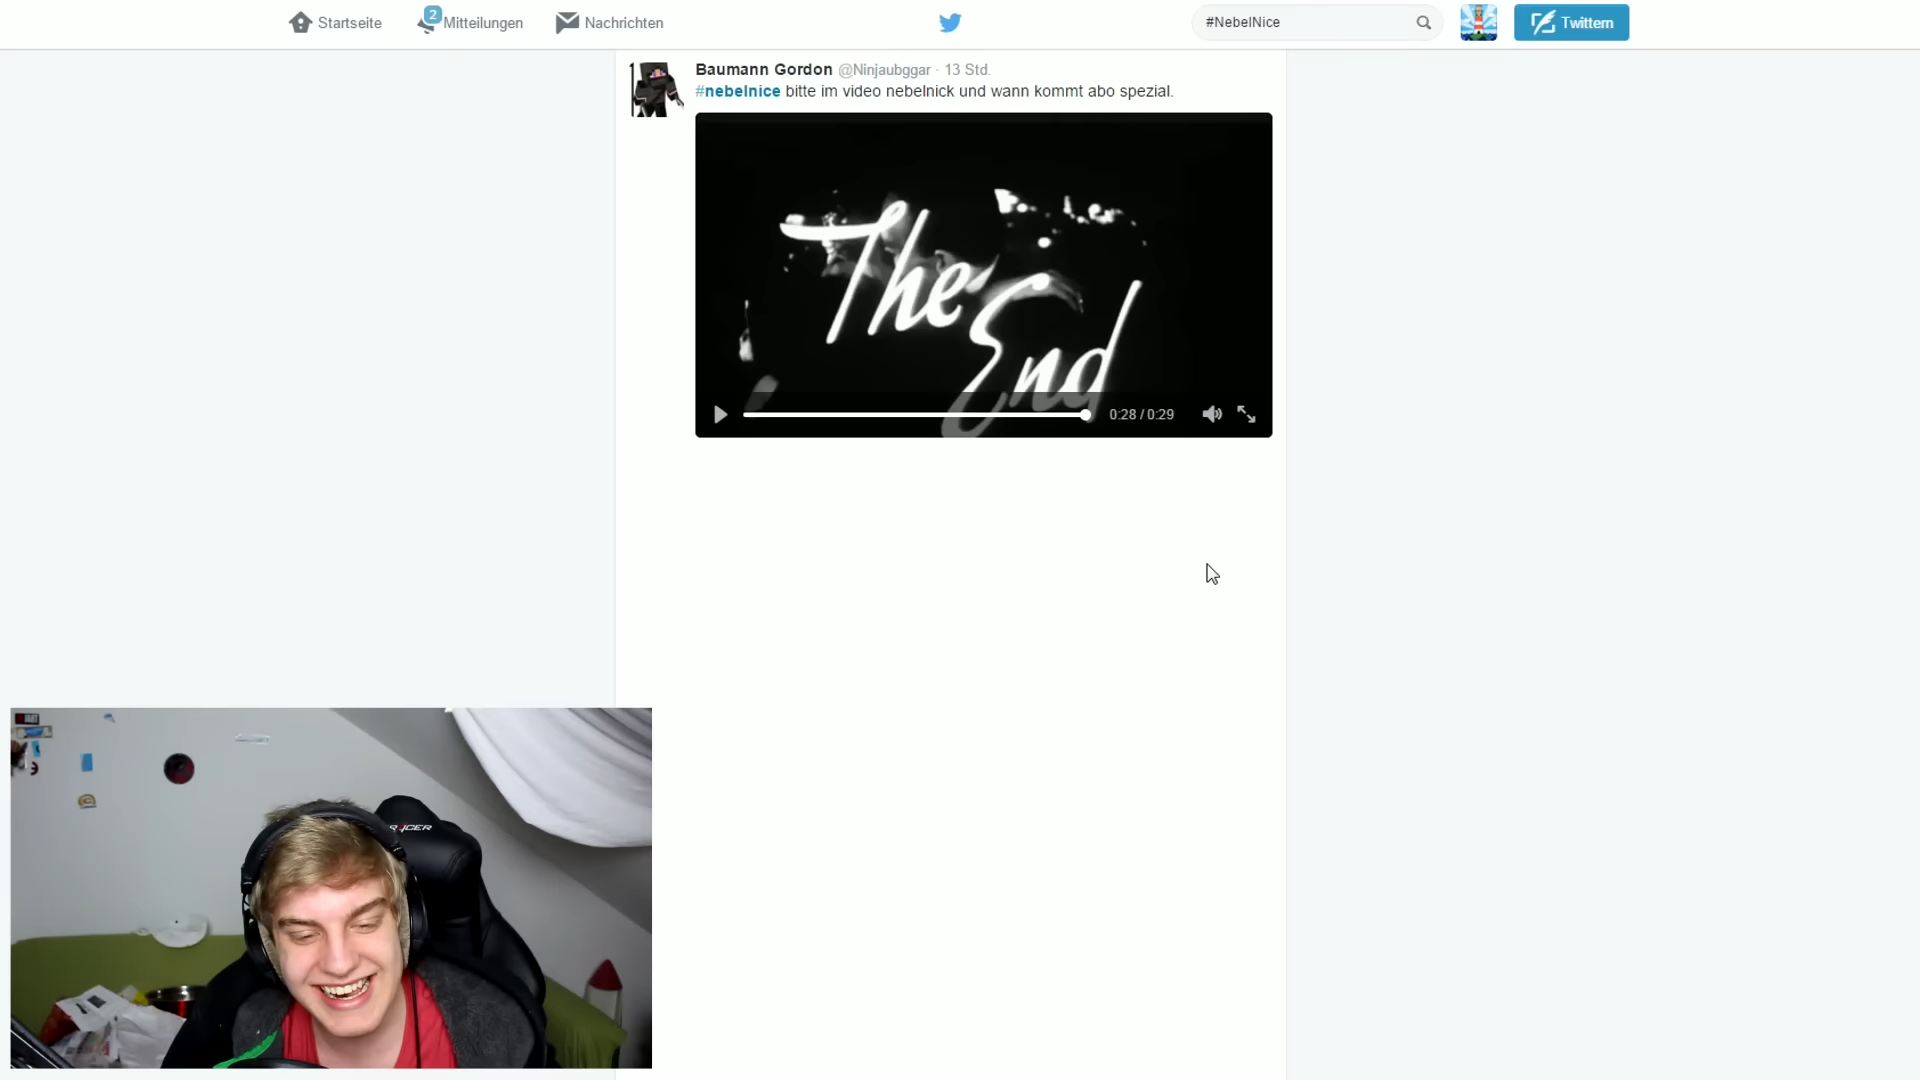 Startseite
2
Mitteilungen
Nachrichten
#NebelNice
Twittern
Baumann Gordon @Ninjaubggar · 13 Std.
#nebelnice bitte im video nebelnick und wann kommt abo spezial.
The
End
0:28 / 0:29